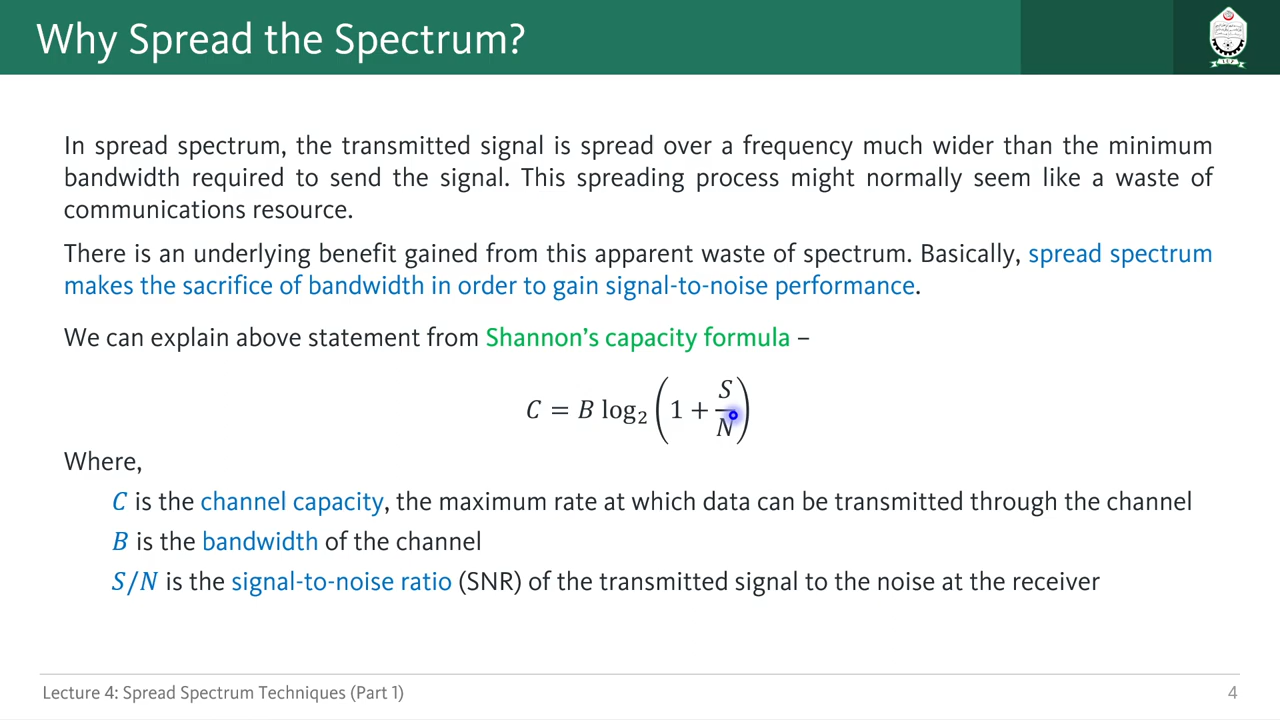 Why Spread the Spectrum?
In spread spectrum, the transmitted signal is spread over a frequency much wider than the minimum
bandwidth required to send the signal. This spreading process might normally seem like a waste of
communications resource.
There is an underlying benefit gained from this apparent waste of spectrum. Basically, spread spectrum
makes the sacrifice of bandwidth in order to gain signal-to-noise performance.
We can explain above statement from Shannon's capacity formula –
C = B log₂ (1 + S/N)
Where,
C is the channel capacity, the maximum rate at which data can be transmitted through the channel
B is the bandwidth of the channel
S/N is the signal-to-noise ratio (SNR) of the transmitted signal to the noise at the receiver
Lecture 4: Spread Spectrum Techniques (Part 1)
4